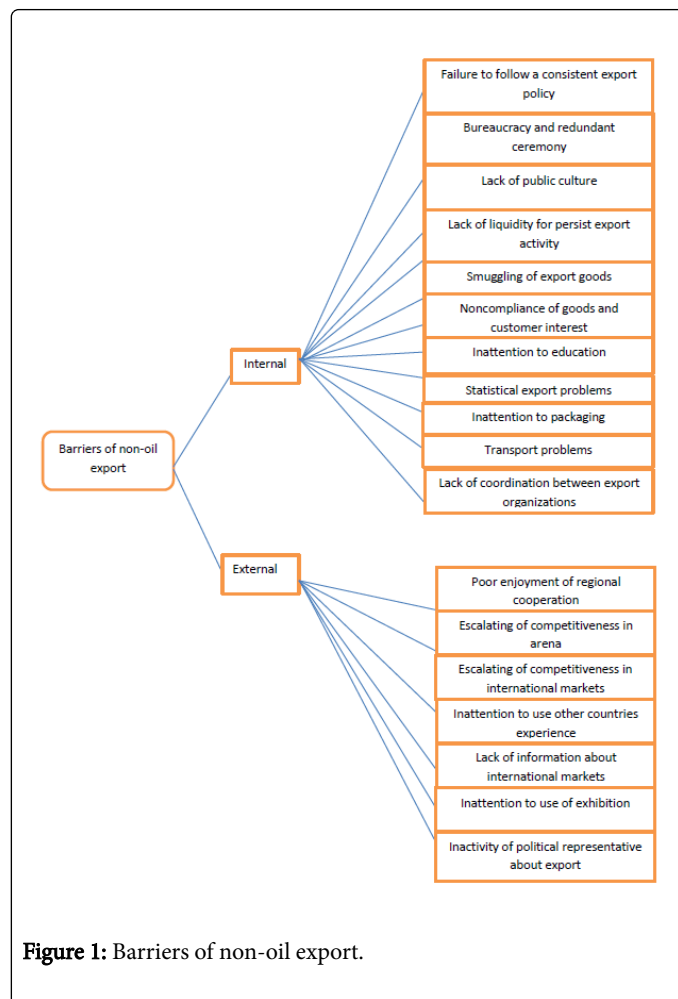 Failure to follow a consistent export
policy
Bureaucracy and redundant
ceremony
Lack of public culture
Lack of liquidity for persist export
activity
Smuggling of export goods
Noncompliance of goods and
customer interest
Internal
Inattention to education
Statistical export problems
Inattention to packaging
Barriers of non-oil
export
Transport problems
Lack of coordination between export
organizations
External
Poor enjoyment of regional
cooperation
Escalating of competitiveness in
arena
Escalating of competitiveness in
international markets
Inattention to use other countries
experience
Lack of information about
international markets
Inattention to use of exhibition
Inactivity of political representative
about export
Figure 1: Barriers of non-oil export.